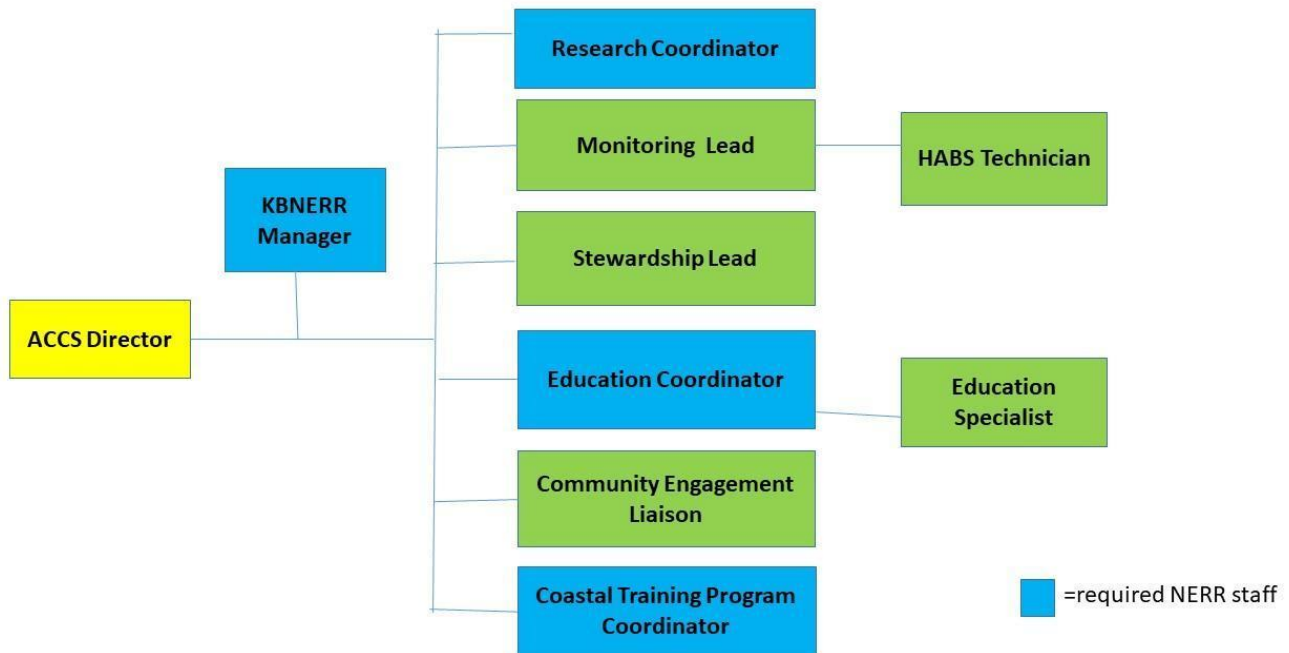 Research Coordinator
Monitoring Lead
HABS Technician
KBNERR
Manager
Stewardship Lead
ACCS Director
Education Coordinator
Education
Specialist
Community Engagement
Liaison
Coastal Training Program
Coordinator
=required NERR staff